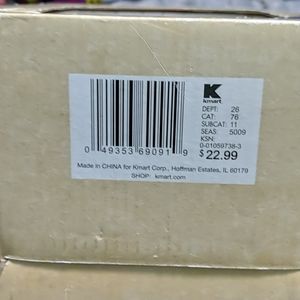 K
kmart
DEPT: 26
CAT: 76
SUBCAT: 11
SEAS: 5009
KSN:
0-01059738-3
$22.99
0 49353 69091 9
Made in CHINA for Kmart Corp., Hoffman Estates, IL 60179
SHOP: kmart.com